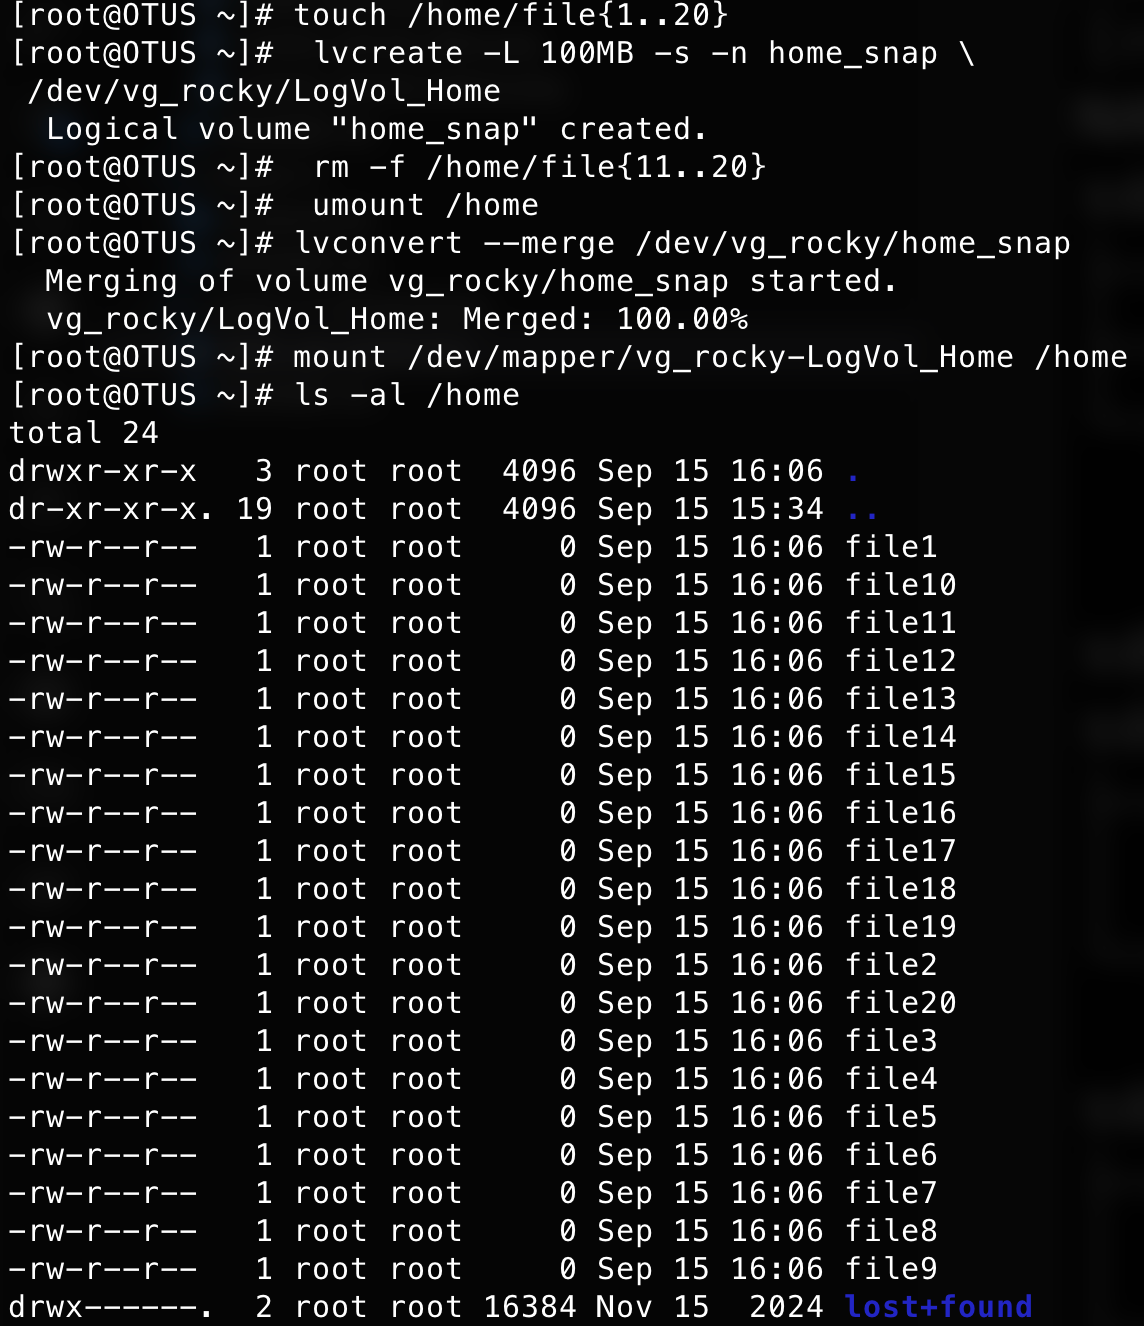 [root@OTUS ~]# touch /home/file{1..20}
[root@OTUS ~]#  lvcreate -L 100MB -s -n home_snap \
 /dev/vg_rocky/LogVol_Home
  Logical volume "home_snap" created.
[root@OTUS ~]#  rm -f /home/file{11..20}
[root@OTUS ~]#  umount /home
[root@OTUS ~]# lvconvert --merge /dev/vg_rocky/home_snap
  Merging of volume vg_rocky/home_snap started.
  vg_rocky/LogVol_Home: Merged: 100.00%
[root@OTUS ~]# mount /dev/mapper/vg_rocky-LogVol_Home /home
[root@OTUS ~]# ls -al /home
total 24
drwxr-xr-x   3 root root  4096 Sep 15 16:06 .
dr-xr-xr-x. 19 root root  4096 Sep 15 15:34 ..
-rw-r--r--   1 root root     0 Sep 15 16:06 file1
-rw-r--r--   1 root root     0 Sep 15 16:06 file10
-rw-r--r--   1 root root     0 Sep 15 16:06 file11
-rw-r--r--   1 root root     0 Sep 15 16:06 file12
-rw-r--r--   1 root root     0 Sep 15 16:06 file13
-rw-r--r--   1 root root     0 Sep 15 16:06 file14
-rw-r--r--   1 root root     0 Sep 15 16:06 file15
-rw-r--r--   1 root root     0 Sep 15 16:06 file16
-rw-r--r--   1 root root     0 Sep 15 16:06 file17
-rw-r--r--   1 root root     0 Sep 15 16:06 file18
-rw-r--r--   1 root root     0 Sep 15 16:06 file19
-rw-r--r--   1 root root     0 Sep 15 16:06 file2
-rw-r--r--   1 root root     0 Sep 15 16:06 file20
-rw-r--r--   1 root root     0 Sep 15 16:06 file3
-rw-r--r--   1 root root     0 Sep 15 16:06 file4
-rw-r--r--   1 root root     0 Sep 15 16:06 file5
-rw-r--r--   1 root root     0 Sep 15 16:06 file6
-rw-r--r--   1 root root     0 Sep 15 16:06 file7
-rw-r--r--   1 root root     0 Sep 15 16:06 file8
-rw-r--r--   1 root root     0 Sep 15 16:06 file9
drwx------.  2 root root 16384 Nov 15  2024 lost+found